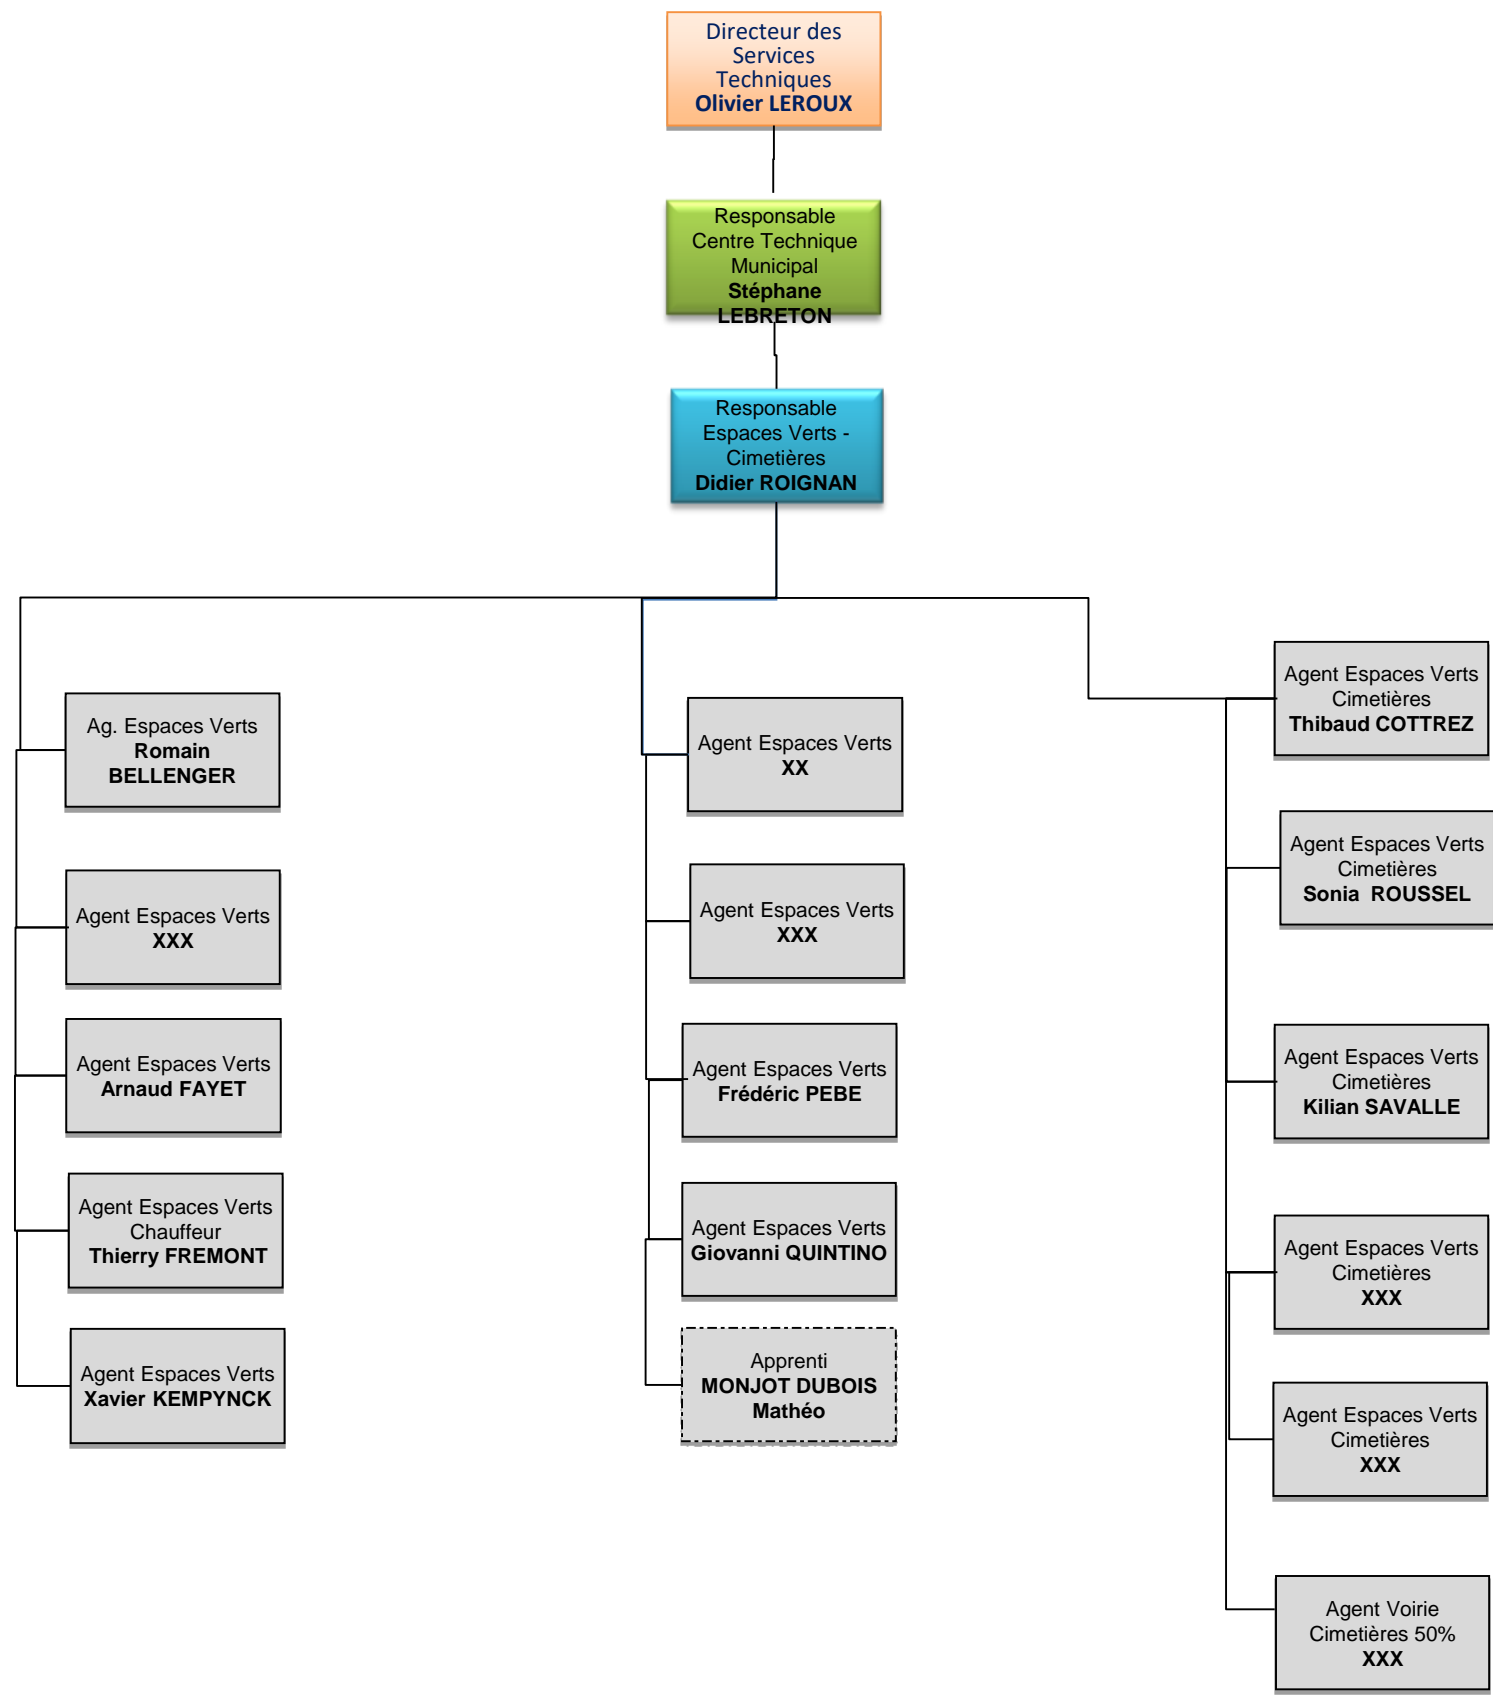 Directeur des
Services
Techniques
Olivier LEROUX
Responsable
Centre Technique
Municipal
Stéphane
LEBRETON
Responsable
Espaces Verts -
Cimetières
Didier ROIGNAN
Ag. Espaces Verts
Romain
BELLENGER
Agent Espaces Verts
XXX
Agent Espaces Verts
Arnaud FAYET
Agent Espaces Verts
Chauffeur
Thierry FREMONT
Agent Espaces Verts
Xavier KEMPYNCK
Agent Espaces Verts
XX
Agent Espaces Verts
XXX
Agent Espaces Verts
Frédéric PEBE
Agent Espaces Verts
Giovanni QUINTINO
Apprenti
MONJOT DUBOIS
Mathéo
Agent Espaces Verts
Cimetières
Thibaud COTTREZ
Agent Espaces Verts
Cimetières
Sonia  ROUSSEL
Agent Espaces Verts
Cimetières
Kilian SAVALLE
Agent Espaces Verts
Cimetières
XXX
Agent Espaces Verts
Cimetières
XXX
Agent Voirie
Cimetières 50%
XXX